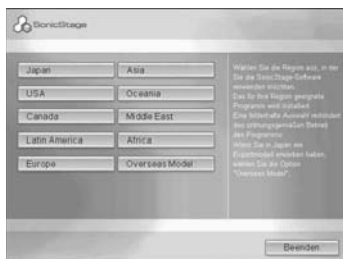 SonicStage
Japan
Asia
USA
Oceania
Canada
Middle East
Latin America
Africa
Europe
Overseas Model
Wählen Sie die Region aus, in der
Sie die SonicStage-Software
verwenden möchten.
Das für Ihre Region geeignete
Programm wird installiert.
Eine fehlerhafte Auswahl verhindert
den ordnungsgemäßen Betrieb
des Programms.
Wenn Sie in Japan ein
Exportmodell erworben haben,
wählen Sie die Option
"Overseas Model".
Beenden